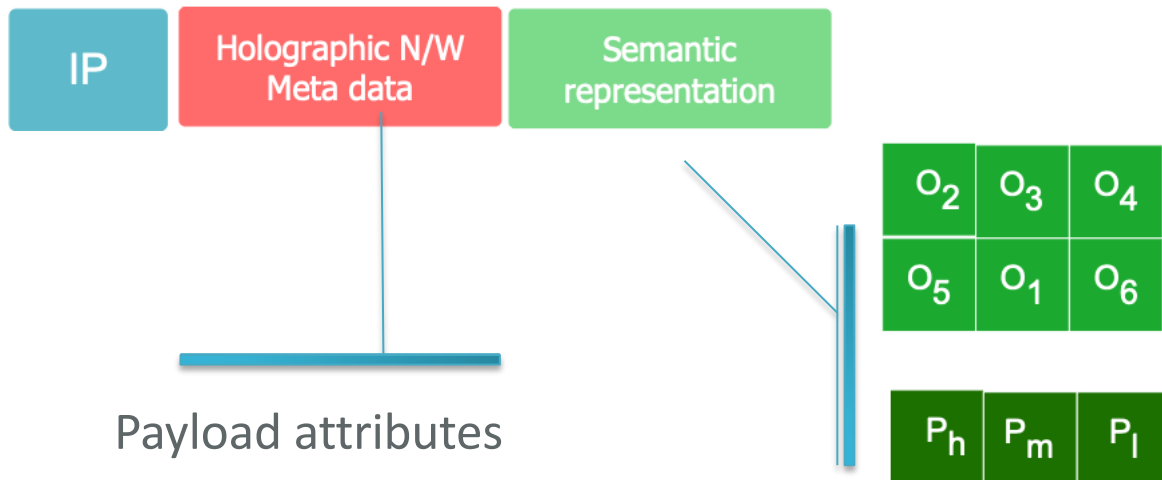 IP
Holographic N/W
Meta data
Semantic
representation
O2 O3 O4
O5 O1 O6
Payload attributes
Ph Pm Pl